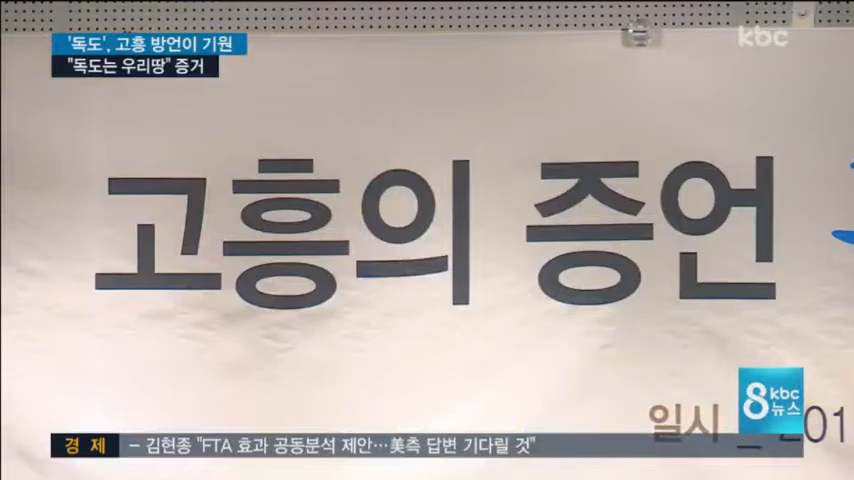 '독도', 고흥 방언이 기원
"독도는 우리땅" 증거
kbc
고흥의 증언
일시
201
8 kbc 뉴스
경 제
– 김현종 "FTA 효과 공동분석 제안…美측 답변 기다릴 것"